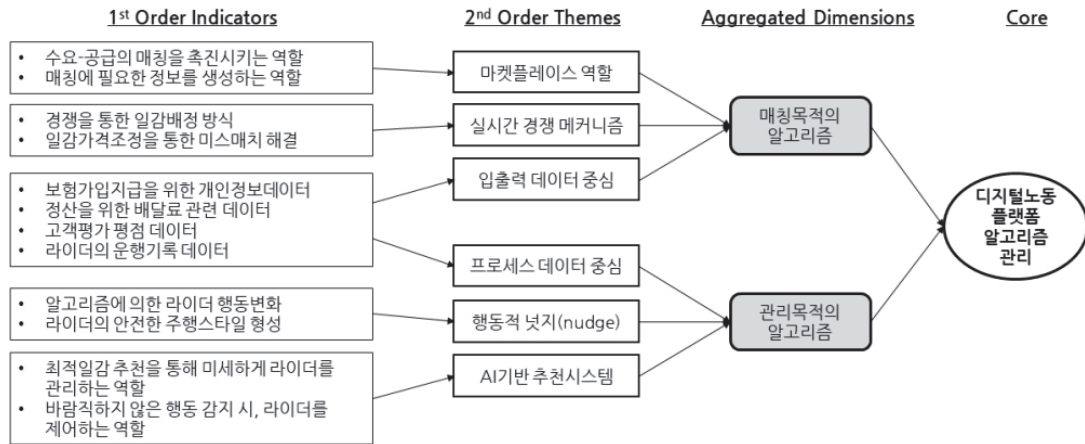 1st Order Indicators
2nd Order Themes
Aggregated Dimensions
Core
• 수요-공급의 매칭을 촉진시키는 역할
• 매칭에 필요한 정보를 생성하는 역할
• 경쟁을 통한 일감배정 방식
• 일감가격조정을 통한 미스매치 해결
• 보험가입지급을 위한 개인정보데이터
• 정산을 위한 배달료 관련 데이터
• 고객평가 평점 데이터
• 라이더의 운행기록 데이터
• 알고리즘에 의한 라이더 행동변화
• 라이더의 안전한 주행스타일 형성
• 최적일감 추천을 통해 미세하게 라이더를
관리하는 역할
• 바람직하지 않은 행동 감지 시, 라이더를
제어하는 역할
마켓플레이스 역할
실시간 경쟁 메커니즘
입출력 데이터 중심
프로세스 데이터 중심
행동적 넛지(nudge)
AI기반 추천시스템
매칭목적의
알고리즘
관리목적의
알고리즘
디지털노동
플랫폼
알고리즘
관리